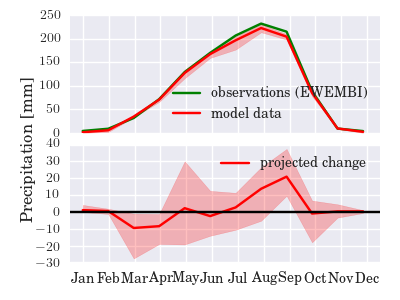 Precipitation [mm]
250
200
150
100
50
0
observations (EWEMBI)
model data
40
30
20
10
0
−10
−20
−30
projected change
Jan Feb Mar Apr May Jun Jul Aug Sep Oct Nov Dec